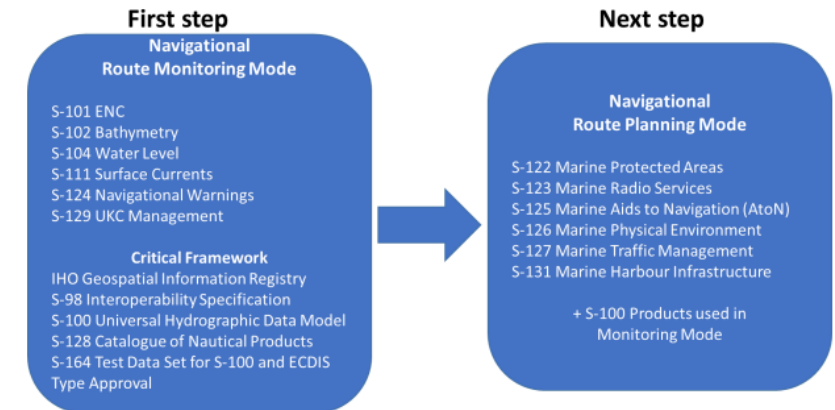 First step
Navigational
Route Monitoring Mode
S-101 ENC
S-102 Bathymetry
S-104 Water Level
S-111 Surface Currents
S-124 Navigational Warnings
S-129 UKC Management
Critical Framework
IHO Geospatial Information Registry
S-98 Interoperability Specification
S-100 Universal Hydrographic Data Model
S-128 Catalogue of Nautical Products
S-164 Test Data Set for S-100 and ECDIS
Type Approval
Next step
Navigational
Route Planning Mode
S-122 Marine Protected Areas
S-123 Marine Radio Services
S-125 Marine Aids to Navigation (AtoN)
S-126 Marine Physical Environment
S-127 Marine Traffic Management
S-131 Marine Harbour Infrastructure
+ S-100 Products used in
Monitoring Mode